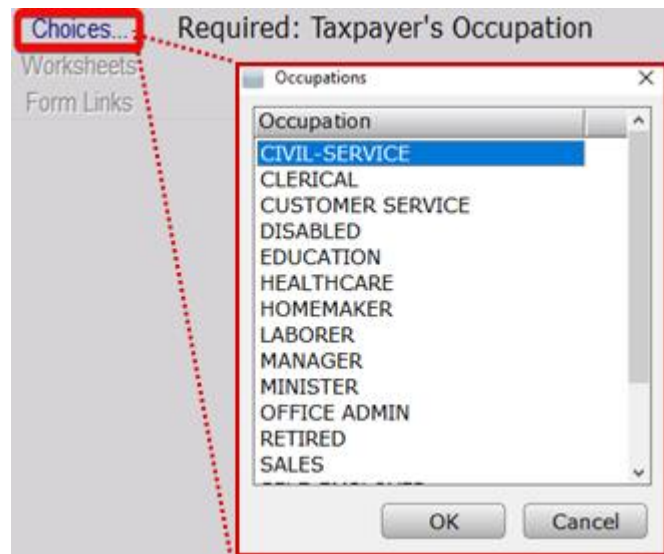 Choices... Required: Taxpayer's Occupation
Worksheets
Form Links
Occupations
Occupation
CIVIL-SERVICE
CLERICAL
CUSTOMER SERVICE
DISABLED
EDUCATION
HEALTHCARE
HOMEMAKER
LABORER
MANAGER
MINISTER
OFFICE ADMIN
RETIRED
SALES
OK Cancel